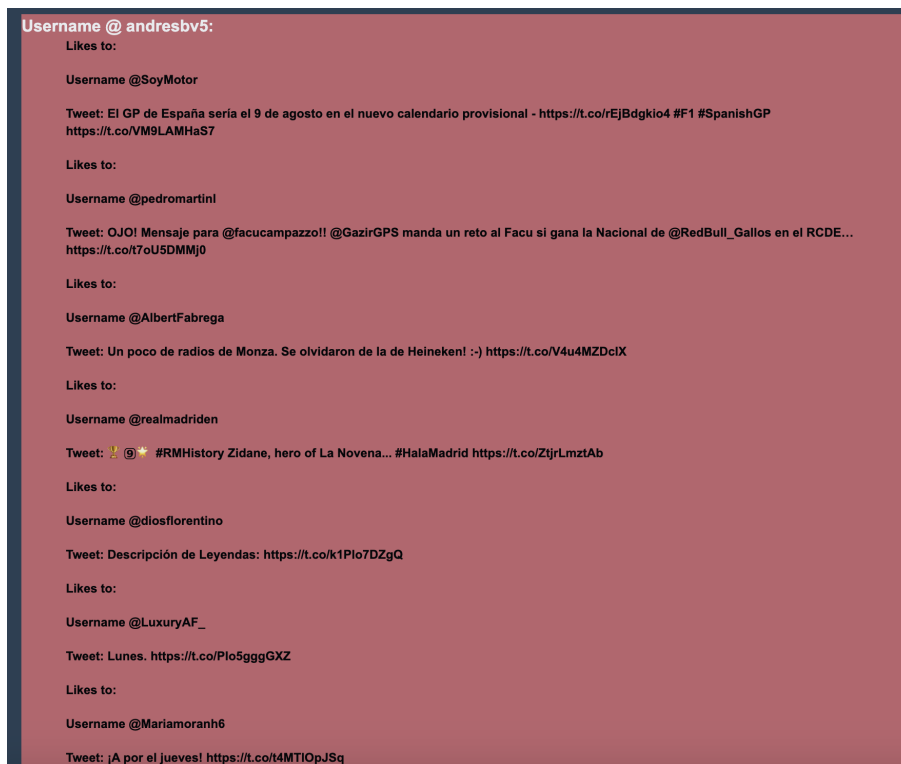 Username @ andresbv5:
Likes to:
Username @SoyMotor
Tweet: El GP de España sería el 9 de agosto en el nuevo calendario provisional - https://t.co/rEjBdgkio4 #F1 #SpanishGP
https://t.co/VM9LAMHaS7
Likes to:
Username @pedromartinl
Tweet: OJO! Mensaje para @facucampazzo!! @GazirGPS manda un reto al Facu si gana la Nacional de @RedBull_Gallos en el RCDE…
https://t.co/t7oU5DMMj0
Likes to:
Username @AlbertFabrega
Tweet: Un poco de radios de Monza. Se olvidaron de la de Heineken! :-) https://t.co/V4u4MZDcIX
Likes to:
Username @realmadriden
Tweet: 🏆 9️⃣🌟 #RMHistory Zidane, hero of La Novena... #HalaMadrid https://t.co/ZtjrLmztAb
Likes to:
Username @diosflorentino
Tweet: Descripción de Leyendas: https://t.co/k1PIo7DZgQ
Likes to:
Username @LuxuryAF_
Tweet: Lunes. https://t.co/PIo5gggGXZ
Likes to:
Username @Mariamoranh6
Tweet: ¡A por el jueves! https://t.co/t4MTIOpJSq